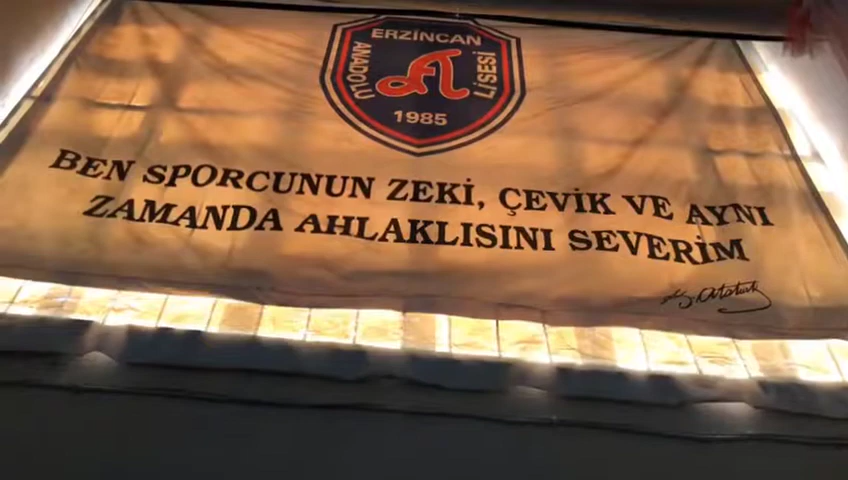 ERZİNCAN
ANADOLU
LİSESİ
1985
BEN SPORCUNUN ZEKİ, ÇEVİK VE AYNI
ZAMANDA AHLAKLISINI SEVERİM
K. Atatürk